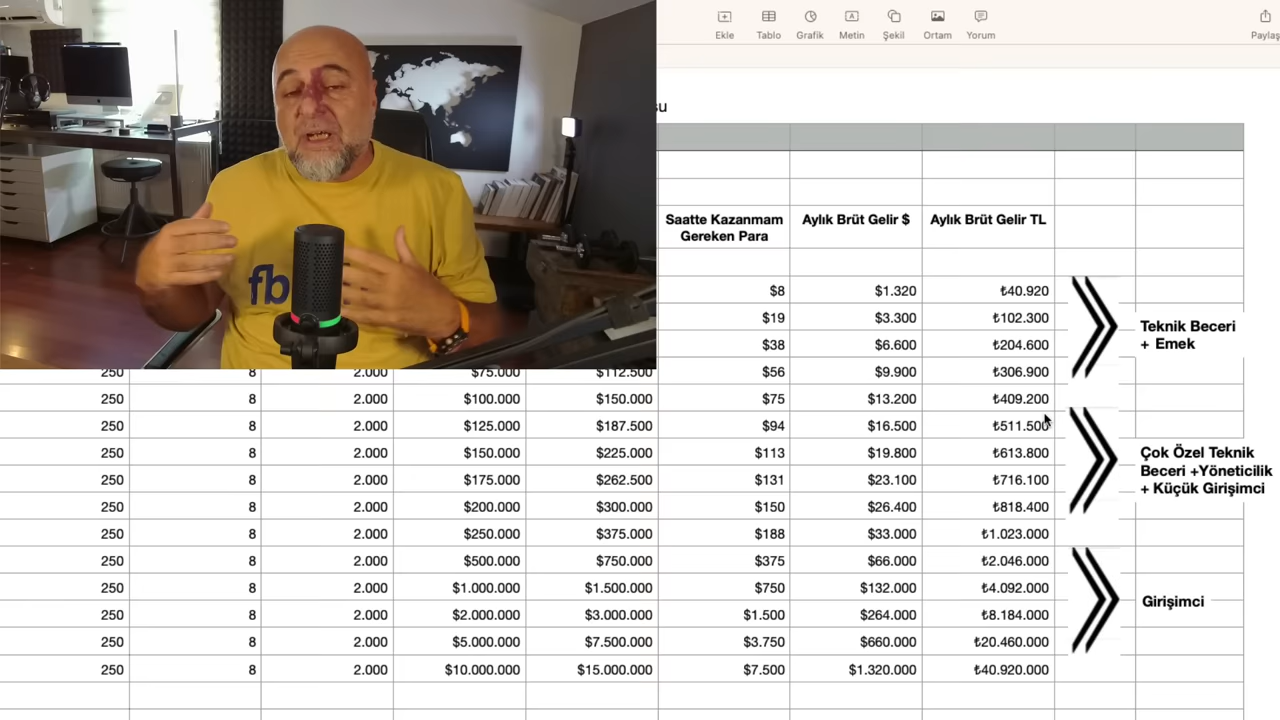 Ekle Tablo Grafik Metin Şekil Ortam Yorum Paylaş
su
Saatte Kazanmam Gereken Para Aylık Brüt Gelir $ Aylık Brüt Gelir TL
fb
$8 $1.320 ₺40.920
$19 $3.300 ₺102.300
Teknik Beceri
+ Emek
$38 $6.600 ₺204.600
250 8 2.000 $75.000 $112.500 $56 $9.900 ₺306.900
250 8 2.000 $100.000 $150.000 $75 $13.200 ₺409.200
250 8 2.000 $125.000 $187.500 $94 $16.500 ₺511.500
250 8 2.000 $150.000 $225.000 $113 $19.800 ₺613.800
Çok Özel Teknik
Beceri +Yöneticilik
+ Küçük Girişimci
250 8 2.000 $175.000 $262.500 $131 $23.100 ₺716.100
250 8 2.000 $200.000 $300.000 $150 $26.400 ₺818.400
250 8 2.000 $250.000 $375.000 $188 $33.000 ₺1.023.000
250 8 2.000 $500.000 $750.000 $375 $66.000 ₺2.046.000
250 8 2.000 $1.000.000 $1.500.000 $750 $132.000 ₺4.092.000
Girişimci
250 8 2.000 $2.000.000 $3.000.000 $1.500 $264.000 ₺8.184.000
250 8 2.000 $5.000.000 $7.500.000 $3.750 $660.000 ₺20.460.000
250 8 2.000 $10.000.000 $15.000.000 $7.500 $1.320.000 ₺40.920.000